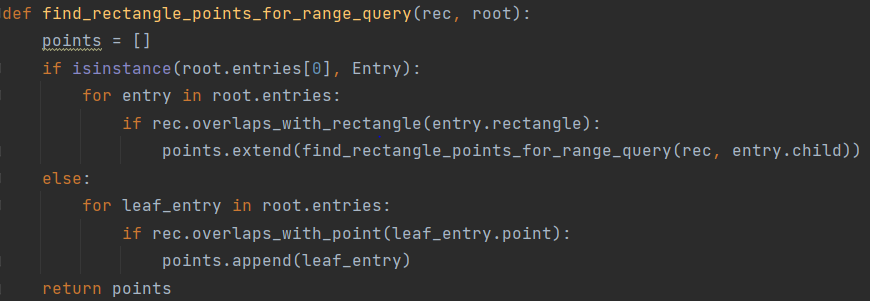 def find_rectangle_points_for_range_query(rec, root):
    points = []
    if isinstance(root.entries[0], Entry):
        for entry in root.entries:
            if rec.overlaps_with_rectangle(entry.rectangle):
                points.extend(find_rectangle_points_for_range_query(rec, entry.child))
    else:
        for leaf_entry in root.entries:
            if rec.overlaps_with_point(leaf_entry.point):
                points.append(leaf_entry)
    return points